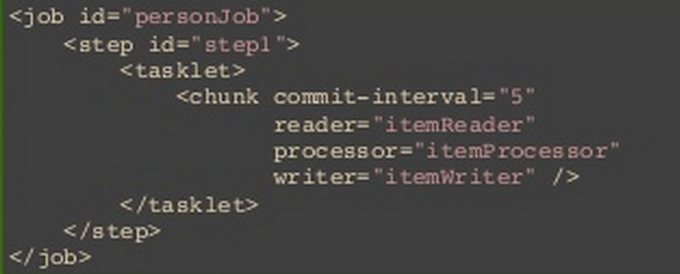 <job id="personJob">
<step id="step1">
<tasklet>
<chunk commit-interval="5"
reader="itemReader"
processor="itemProcessor"
writer="itemWriter" />
</tasklet>
</step>
</job>